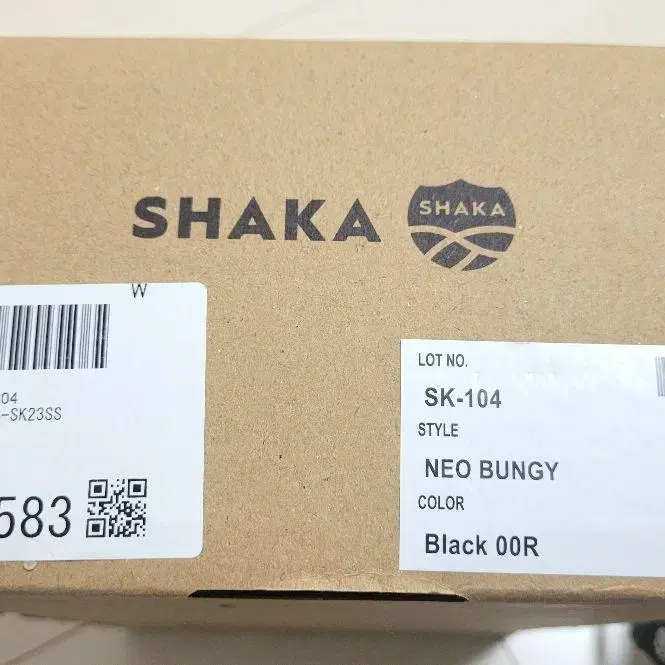 SHAKA
SHAKA
W
04
-SK23SS
583
LOT NO.
SK-104
STYLE
NEO BUNGY
COLOR
Black 00R